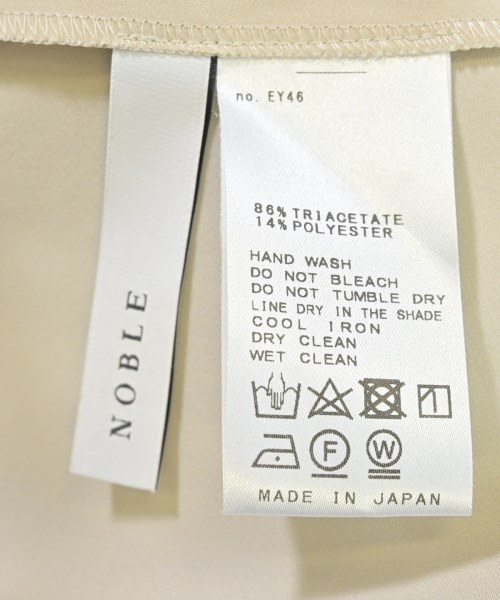 no. EY46
86% TRIACETATE
14% POLYESTER
HAND WASH
DO NOT BLEACH
DO NOT TUMBLE DRY
LINE DRY IN THE SHADE
COOL IRON
DRY CLEAN
WET CLEAN
F
W
MADE IN JAPAN
NOBLE